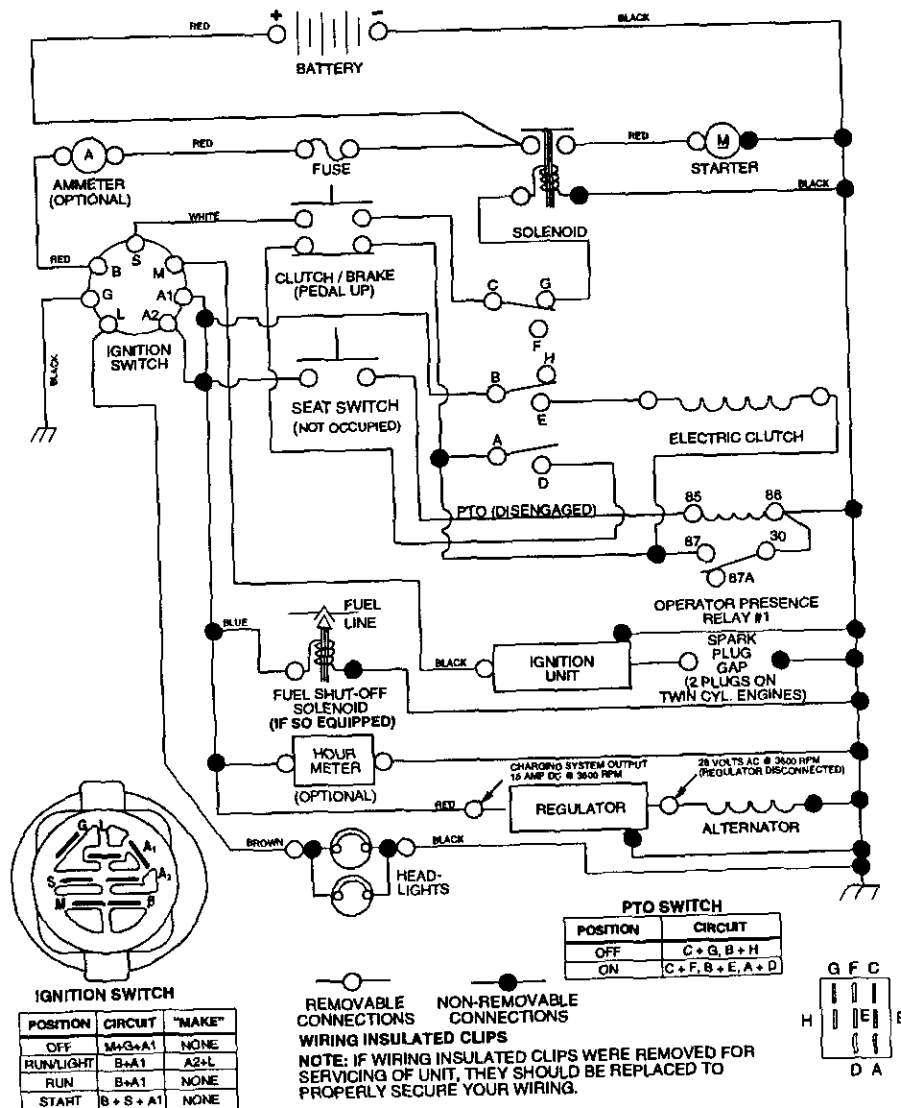 RED
+
-
BLACK
BATTERY
A
RED
AMMETER
(OPTIONAL)
FUSE
RED
M
STARTER
BLACK
SOLENOID
WHITE
S
RED
B
M
G
A1
L
A2
IGNITION
SWITCH
BLACK
CLUTCH / BRAKE
(PEDAL UP)
C
G
F
SEAT SWITCH
(NOT OCCUPIED)
B
H
E
ELECTRIC CLUTCH
A
D
PTO (DISENGAGED)
85
86
87
30
87A
OPERATOR PRESENCE
RELAY #1
BLUE
FUEL
LINE
FUEL SHUT-OFF
SOLENOID
(IF SO EQUIPPED)
BLACK
IGNITION
UNIT
SPARK
PLUG
GAP
(2 PLUGS ON
TWIN CYL. ENGINES)
HOUR
METER
(OPTIONAL)
CHARGING SYSTEM OUTPUT
15 AMP DC @ 3600 RPM
28 VOLTS AC @ 3600 RPM
(REGULATOR DISCONNECTED)
RED
REGULATOR
ALTERNATOR
BROWN
BLACK
HEAD-
LIGHTS
G L
A1
A2
S
M
B
IGNITION SWITCH
POSITION CIRCUIT "MAKE"
OFF M+G+A1 NONE
RUN/LIGHT B+A1 A2+L
RUN B+A1 NONE
START B + S + A1 NONE
REMOVABLE
CONNECTIONS
NON-REMOVABLE
CONNECTIONS
WIRING INSULATED CLIPS
NOTE: IF WIRING INSULATED CLIPS WERE REMOVED FOR
SERVICING OF UNIT, THEY SHOULD BE REPLACED TO
PROPERLY SECURE YOUR WIRING.
PTO SWITCH
POSITION CIRCUIT
OFF C + G, B + H
ON C + F, B + E, A + D
G F C
H E B
D A